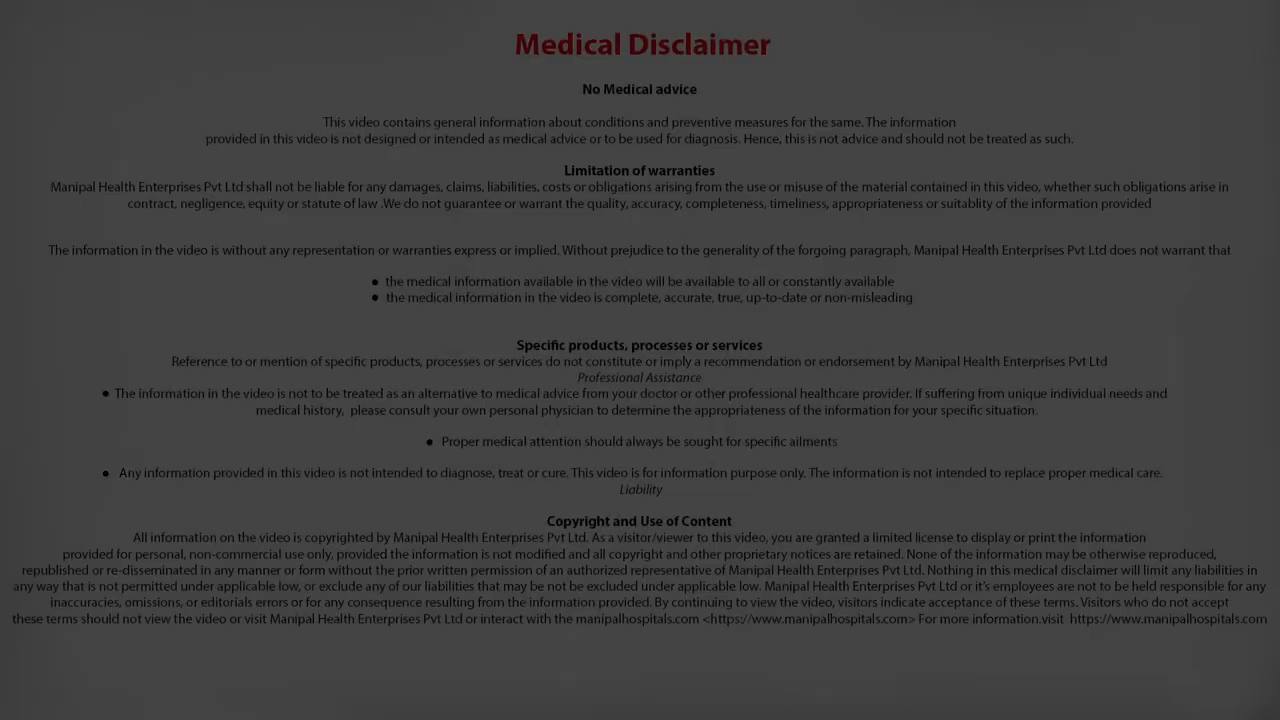 Medical Disclaimer
No Medical advice
This video contains general information about conditions and preventive measures for the same. The information
provided in this video is not designed or intended as medical advice or to be used for diagnosis. Hence, this is not advice and should not be treated as such.
Limitation of warranties
Manipal Health Enterprises Pvt Ltd shall not be liable for any damages, claims, liabilities, costs or obligations arising from the use or misuse of the material contained in this video, whether such obligations arise in
contract, negligence, equity or statute of law .We do not guarantee or warrant the quality, accuracy, completeness, timeliness, appropriateness or suitablity of the information provided
The information in the video is without any representation or warranties express or implied. Without prejudice to the generality of the forgoing paragraph, Manipal Health Enterprises Pvt Ltd does not warrant that
● the medical information available in the video will be available to all or constantly available
● the medical information in the video is complete, accurate, true, up-to-date or non-misleading
Specific products, processes or services
Reference to or mention of specific products, processes or services do not constitute or imply a recommendation or endorsement by Manipal Health Enterprises Pvt Ltd
Professional Assistance
● The information in the video is not to be treated as an alternative to medical advice from your doctor or other professional healthcare provider. If suffering from unique individual needs and
medical history, please consult your own personal physician to determine the appropriateness of the information for your specific situation.
● Proper medical attention should always be sought for specific ailments
● Any information provided in this video is not intended to diagnose, treat or cure. This video is for information purpose only. The information is not intended to replace proper medical care.
Liability
Copyright and Use of Content
All information on the video is copyrighted by Manipal Health Enterprises Pvt Ltd. As a visitor/viewer to this video, you are granted a limited license to display or print the information
provided for personal, non-commercial use only, provided the information is not modified and all copyright and other proprietary notices are retained. None of the information may be otherwise reproduced,
republished or re-disseminated in any manner or form without the prior written permission of an authorized representative of Manipal Health Enterprises Pvt Ltd. Nothing in this medical disclaimer will limit any liabilities in
any way that is not permitted under applicable low, or exclude any of our liabilities that may be not be excluded under applicable low. Manipal Health Enterprises Pvt Ltd or it's employees are not to be held responsible for any
inaccuracies, omissions, or editorials errors or for any consequence resulting from the information provided. By continuing to view the video, visitors indicate acceptance of these terms. Visitors who do not accept
these terms should not view the video or visit Manipal Health Enterprises Pvt Ltd or interact with the manipalhospitals.com <https://www.manipalhospitals.com> For more information.visit https://www.manipalhospitals.com